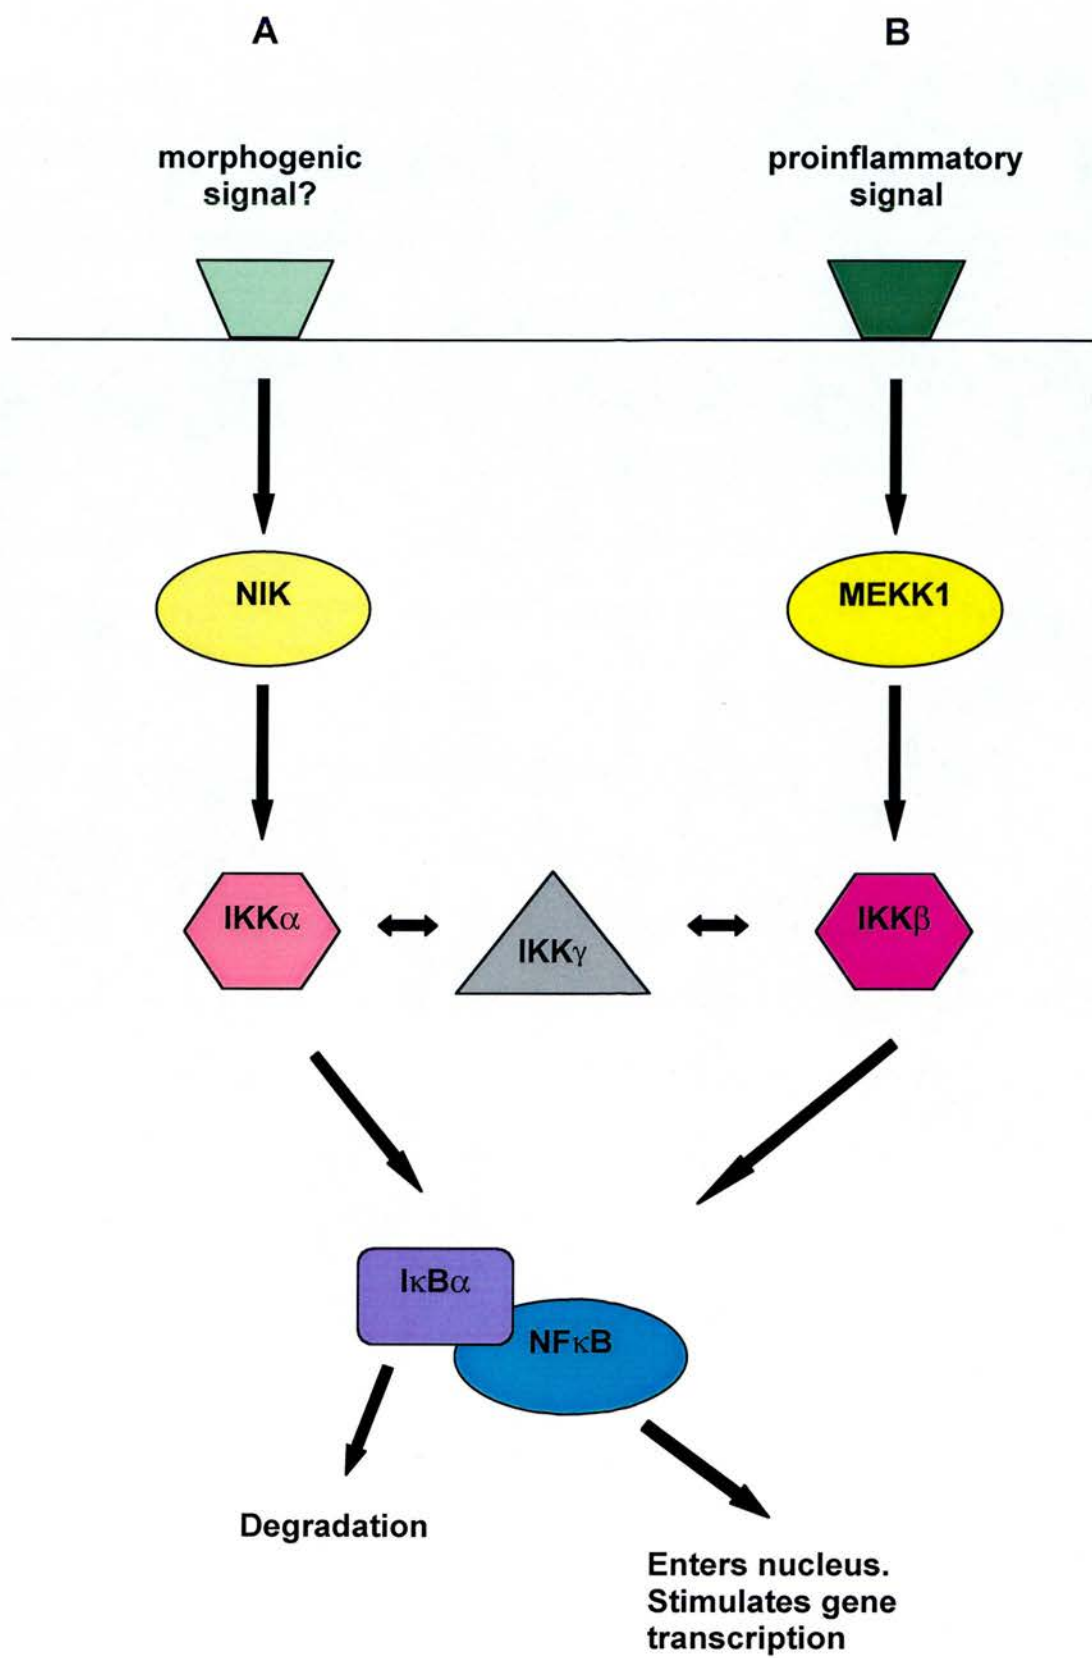 A
B
morphogenic
signal?
proinflammatory
signal
NIK
MEKK1
IKKα
IKKγ
IKKβ
IκBα
NFκB
Degradation
Enters nucleus.
Stimulates gene
transcription